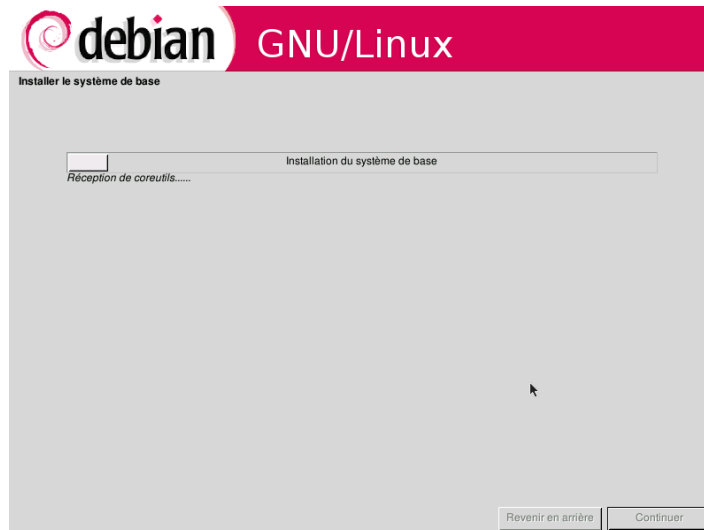 debian GNU/Linux
Installer le système de base
Installation du système de base
Réception de coreutils......
Revenir en arrière
Continuer